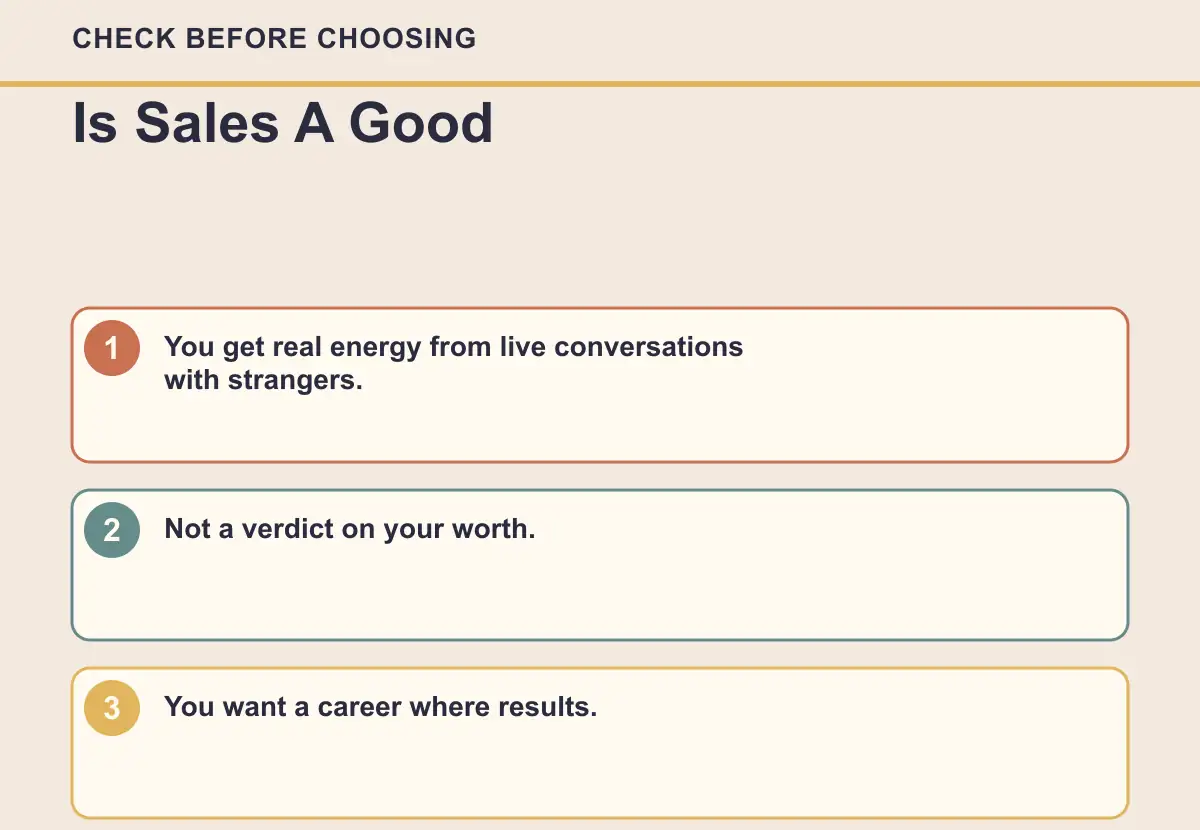 CHECK BEFORE CHOOSING
Is Sales A Good
1
You get real energy from live conversations
with strangers.
2
Not a verdict on your worth.
3
You want a career where results.